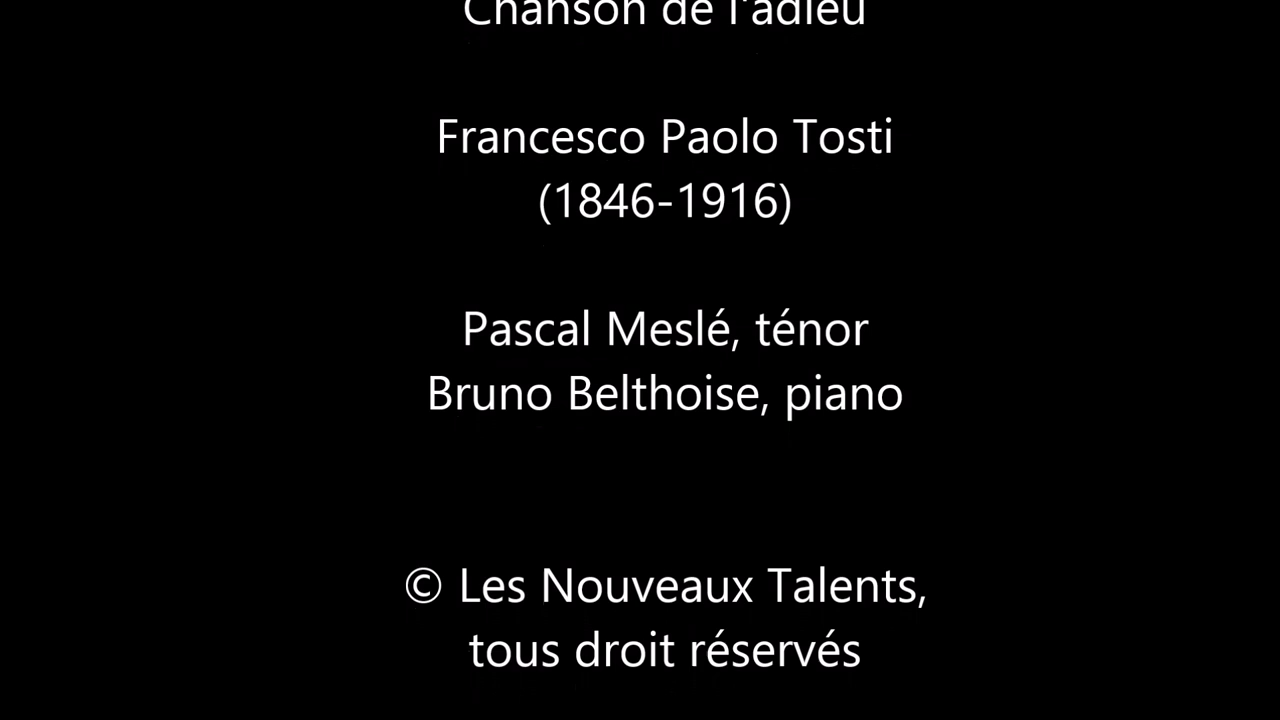 Chanson de l'adieu
Francesco Paolo Tosti
(1846-1916)
Pascal Meslé, ténor
Bruno Belthoise, piano
© Les Nouveaux Talents,
tous droit réservés